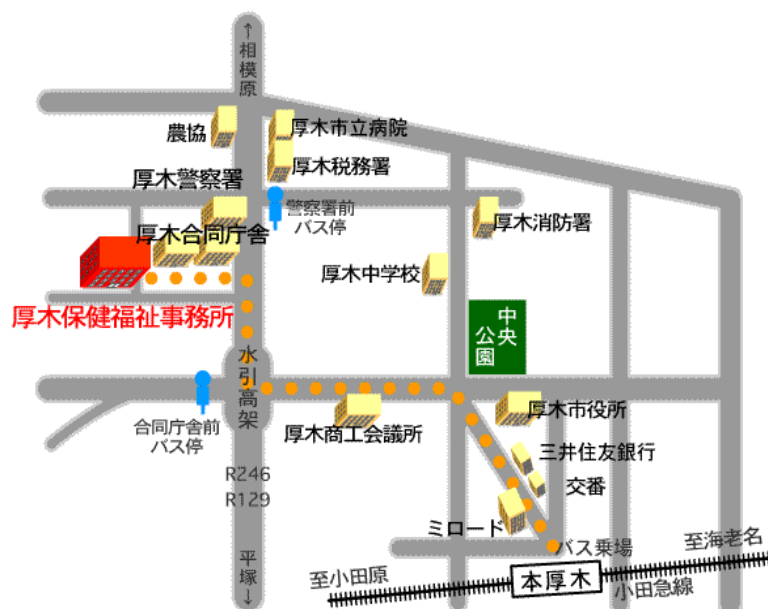 ↑相模原
農協
厚木市立病院
厚木税務署
厚木警察署
警察署前
バス停
厚木消防署
厚木合同庁舎
厚木中学校
厚木保健福祉事務所
中央
公園
水引高架
合同庁舎前
バス停
厚木商工会議所
厚木市役所
三井住友銀行
交番
R246
R129
ミロード
バス乗場
平塚↓
至小田原
本厚木
至海老名
小田急線